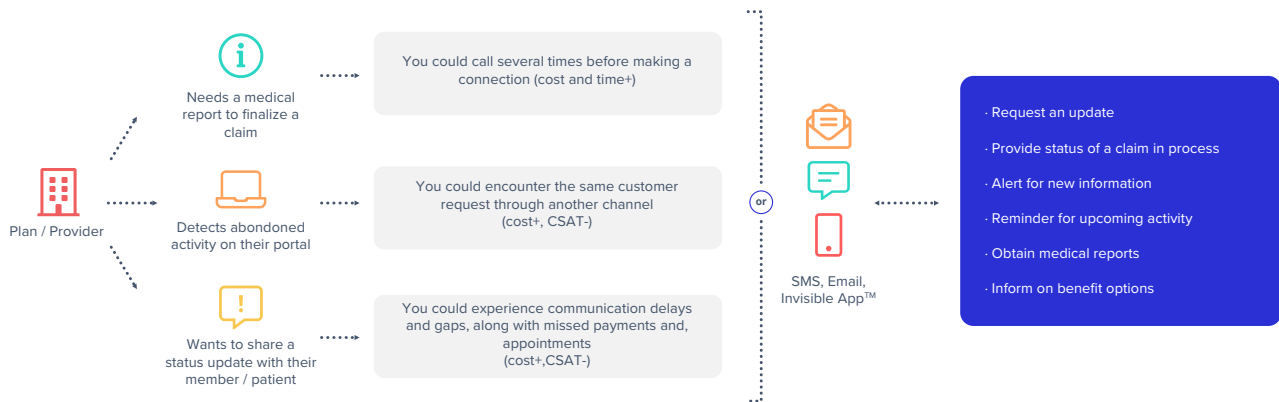 Plan / Provider
Needs a medical
report to finalize a
claim
You could call several times before making a
connection (cost and time+)
Detects abondoned
activity on their portal
You could encounter the same customer
request through another channel
(cost+, CSAT-)
Wants to share a
status update with their
member / patient
You could experience communication delays
and gaps, along with missed payments and,
appointments
(cost+,CSAT-)
or
SMS, Email,
Invisible App™
· Request an update
· Provide status of a claim in process
· Alert for new information
· Reminder for upcoming activity
· Obtain medical reports
· Inform on benefit options